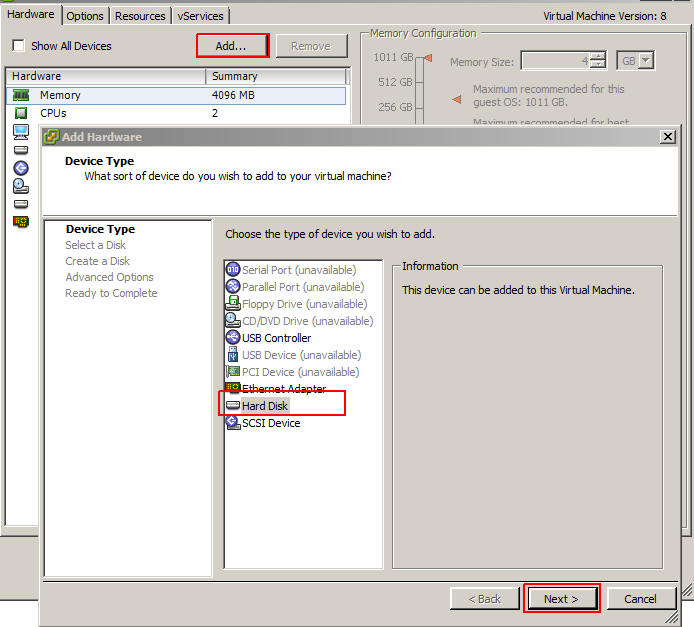 Hardware Options Resources vServices Virtual Machine Version: 8
Show All Devices Add... Remove
Hardware Summary
Memory 4096 MB
CPUs 2
Memory Configuration
1011 GB
512 GB
256 GB
Memory Size: 4 GB
Maximum recommended for this
guest OS: 1011 GB.
Maximum recommended for best
Add Hardware
Device Type
What sort of device do you wish to add to your virtual machine?
Device Type
Select a Disk
Create a Disk
Advanced Options
Ready to Complete
Choose the type of device you wish to add.
Serial Port (unavailable)
Parallel Port (unavailable)
Floppy Drive (unavailable)
CD/DVD Drive (unavailable)
USB Controller
USB Device (unavailable)
PCI Device (unavailable)
Ethernet Adapter
Hard Disk
SCSI Device
Information
This device can be added to this Virtual Machine.
< Back Next > Cancel